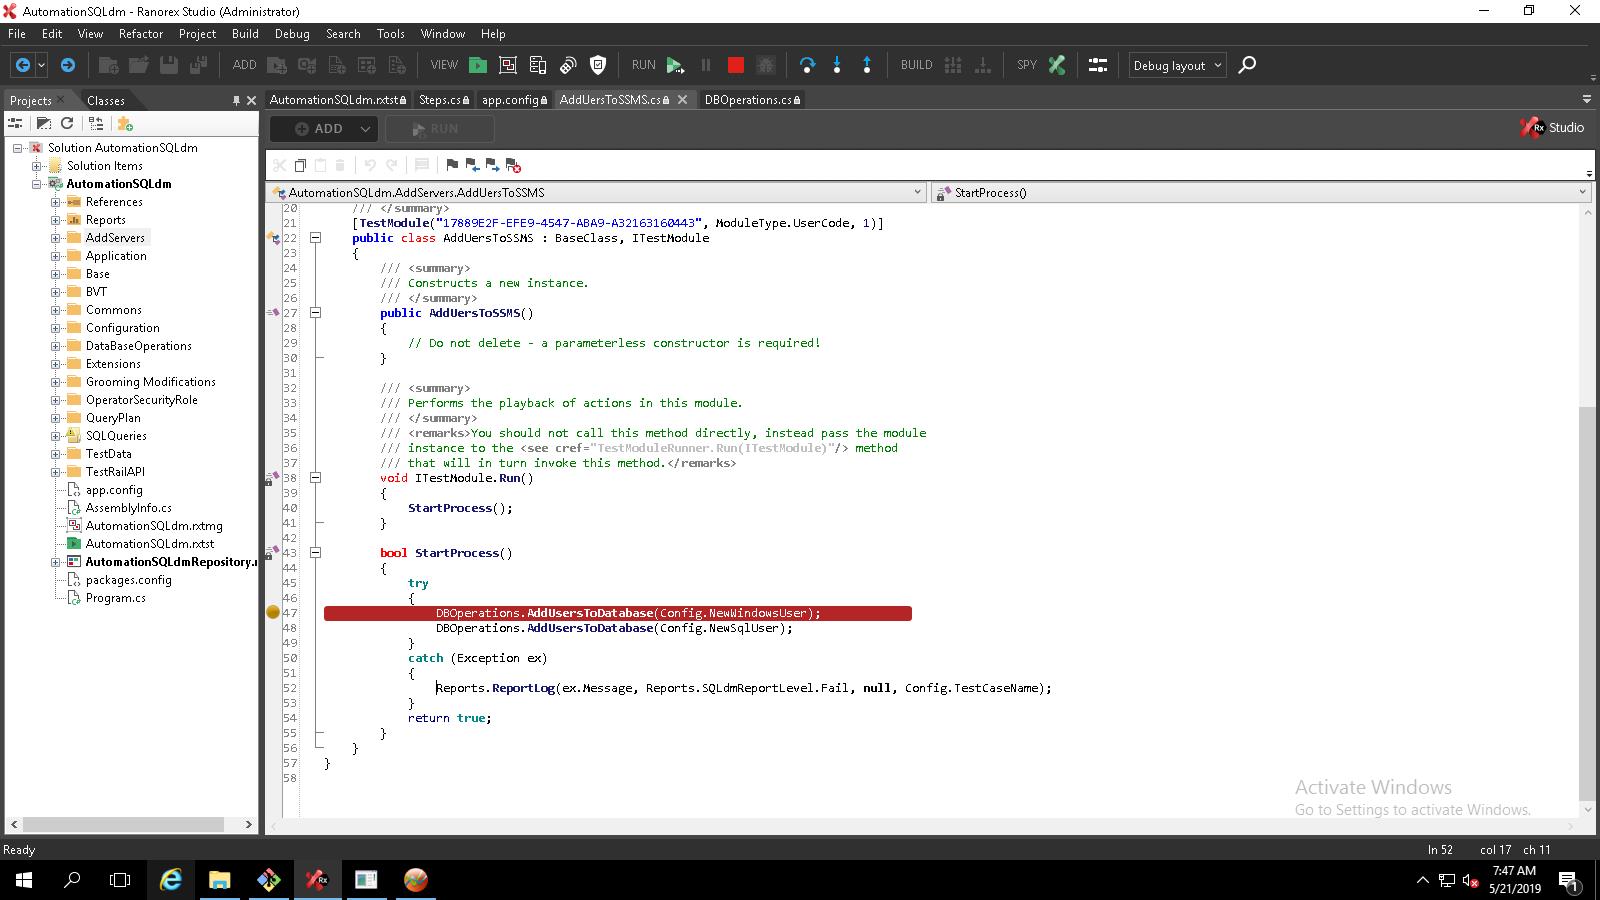 AutomationSQLdm - Ranorex Studio (Administrator)
File Edit View Refactor Project Build Debug Search Tools Window Help
ADD VIEW RUN BUILD SPY Debug layout
Projects Classes
AutomationSQLdm.rxtst Steps.cs app.config AddUersToSSMS.cs DBOperations.cs
ADD RUN
Rx Studio
Solution AutomationSQLdm
Solution Items
AutomationSQLdm
References
Reports
AddServers
Application
Base
BVT
Commons
Configuration
DataBaseOperations
Extensions
Grooming Modifications
OperatorSecurityRole
QueryPlan
SQLQueries
TestData
TestRailAPI
app.config
AssemblyInfo.cs
AutomationSQLdm.rxtmg
AutomationSQLdm.rxtst
AutomationSQLdmRepository.
packages.config
Program.cs
AutomationSQLdm.AddServers.AddUersToSSMS StartProcess()
20 /// </summary>
21 [TestModule("17889E2F-EFE9-4547-ABA9-A32163160443", ModuleType.UserCode, 1)]
22 public class AddUersToSSMS : BaseClass, ITestModule
23 {
24 /// <summary>
25 /// Constructs a new instance.
26 /// </summary>
27 public AddUersToSSMS()
28 {
29 // Do not delete - a parameterless constructor is required!
30 }
31
32 /// <summary>
33 /// Performs the playback of actions in this module.
34 /// </summary>
35 /// <remarks>You should not call this method directly, instead pass the module
36 /// instance to the <see cref="TestModuleRunner.Run(ITestModule)"/> method
37 /// that will in turn invoke this method.</remarks>
38 void ITestModule.Run()
39 {
40 StartProcess();
41 }
42
43 bool StartProcess()
44 {
45 try
46 {
47 DBOperations.AddUsersToDatabase(Config.NewWindowsUser);
48 DBOperations.AddUsersToDatabase(Config.NewSqlUser);
49 }
50 catch (Exception ex)
51 {
52 Reports.ReportLog(ex.Message, Reports.SQLdmReportLevel.Fail, null, Config.TestCaseName);
53 }
54 return true;
55 }
56 }
57 }
58
Activate Windows
Go to Settings to activate Windows.
Ready ln 52 col 17 ch 11
7:47 AM
5/21/2019
1